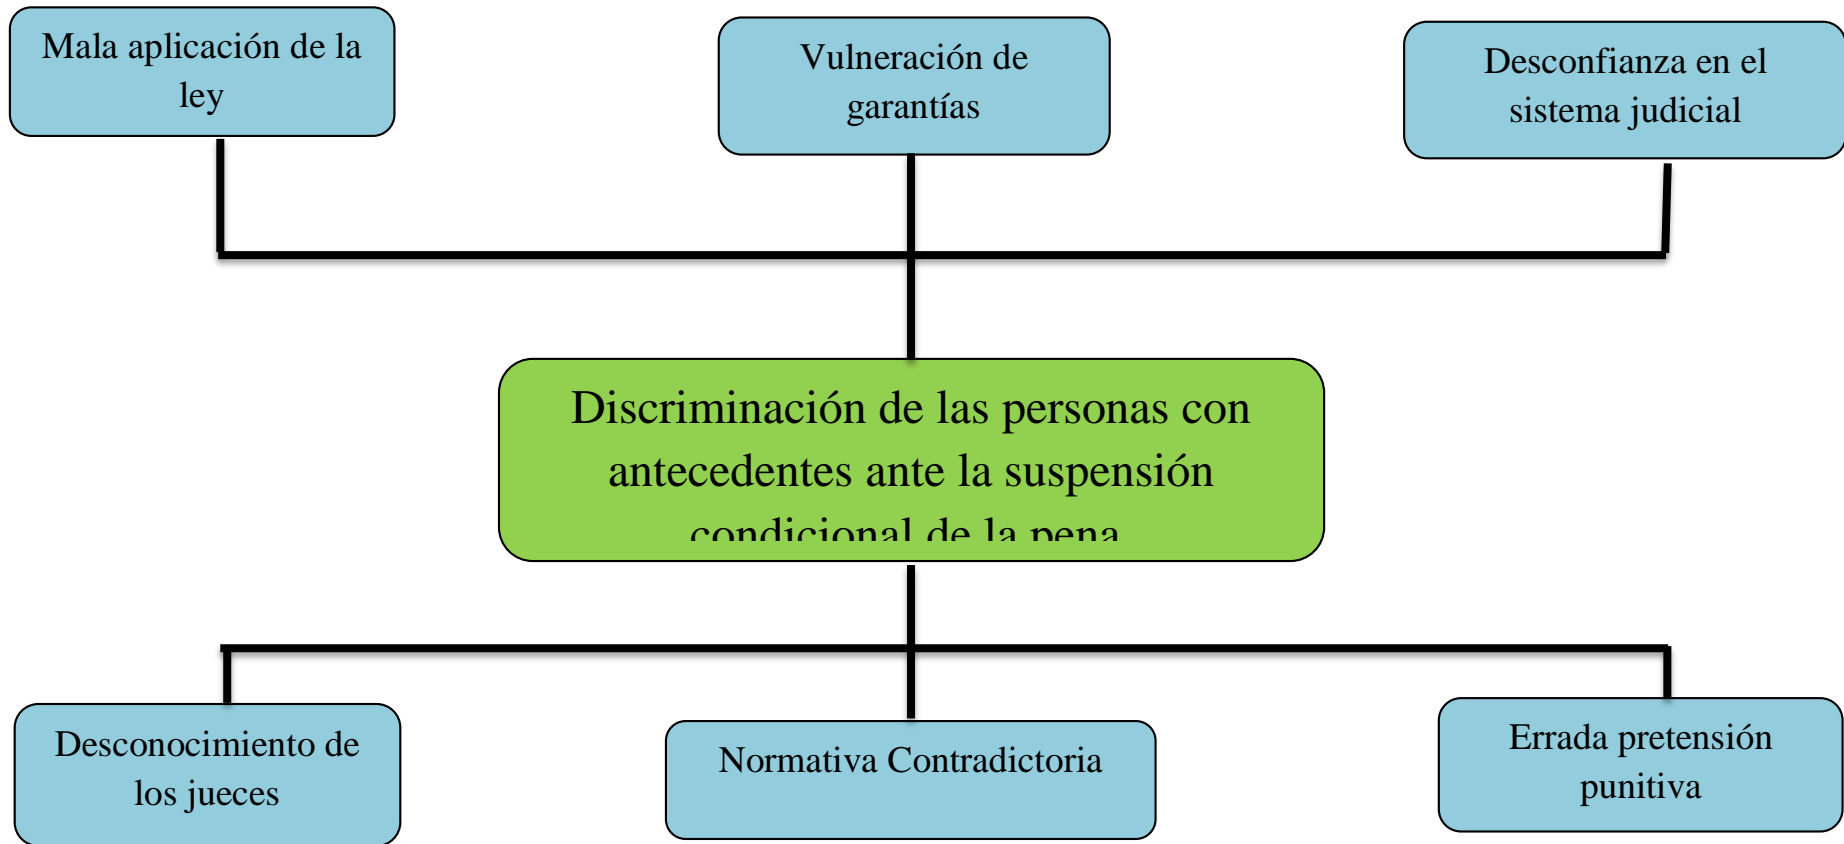 Mala aplicación de la
ley
Vulneración de
garantías
Desconfianza en el
sistema judicial
Discriminación de las personas con
antecedentes ante la suspensión
condicional de la pena
Desconocimiento de
los jueces
Normativa Contradictoria
Errada pretensión
punitiva